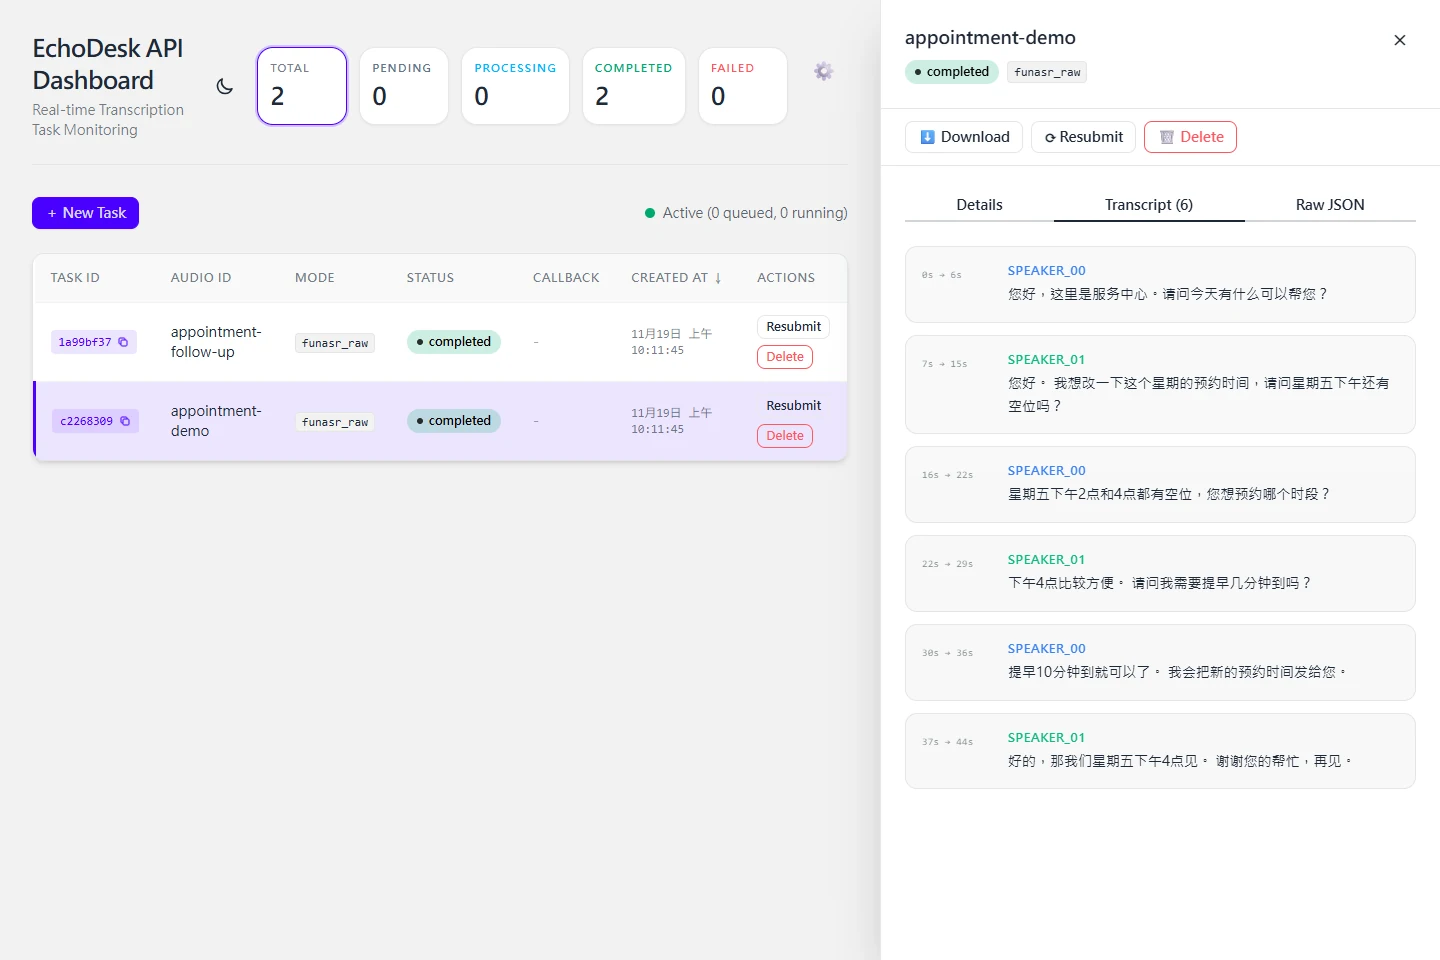 EchoDesk API
Dashboard
Real-time Transcription
Task Monitoring
TOTAL
2
PENDING
0
PROCESSING
0
COMPLETED
2
FAILED
0
+ New Task
Active (0 queued, 0 running)
TASK ID AUDIO ID MODE STATUS CALLBACK CREATED AT ↓ ACTIONS
1a99bf37
appointment-
follow-up
funasr_raw
completed
-
11月19日 上午
10:11:45
Resubmit
Delete
c2268309
appointment-
demo
funasr_raw
completed
-
11月19日 上午
10:11:45
Resubmit
Delete
appointment-demo
completed
funasr_raw
Download
Resubmit
Delete
Details
Transcript (6)
Raw JSON
0s → 6s
SPEAKER_00
您好，这里是服务中心。请问今天有什么可以帮您？
7s → 15s
SPEAKER_01
您好。 我想改一下这个星期的预约时间，请问星期五下午还有
空位吗？
16s → 22s
SPEAKER_00
星期五下午2点和4点都有空位，您想预约哪个时段？
22s → 29s
SPEAKER_01
下午4点比较方便。 请问我需要提早几分钟到吗？
30s → 36s
SPEAKER_00
提早10分钟到就可以了。 我会把新的预约时间发给您。
37s → 44s
SPEAKER_01
好的，那我们星期五下午4点见。 谢谢您的帮忙，再见。